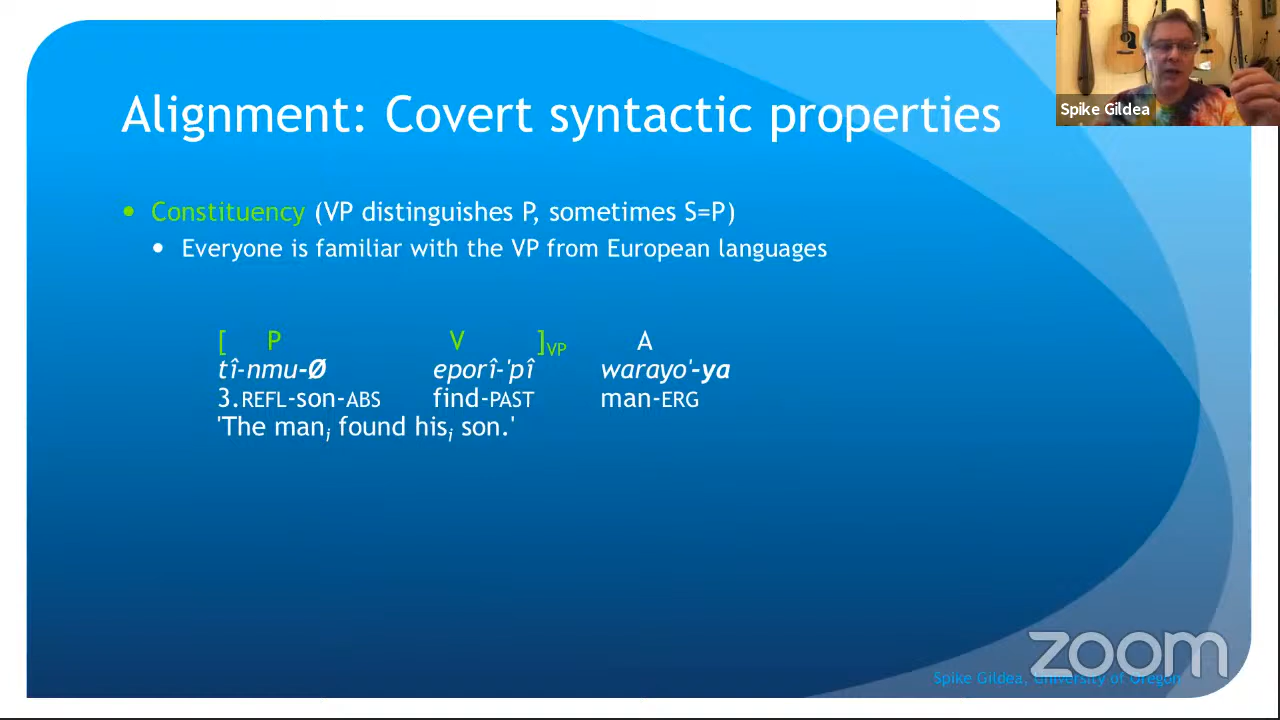 Alignment: Covert syntactic properties
Spike Gildea
Constituency (VP distinguishes P, sometimes S=P)
Everyone is familiar with the VP from European languages
[ P V ]VP A
tî-nmu-Ø eporî-'pî warayo'-ya
3.REFL-son-ABS find-PAST man-ERG
'The mani found hisi son.'
zoom
Spike Gildea, University of Oregon